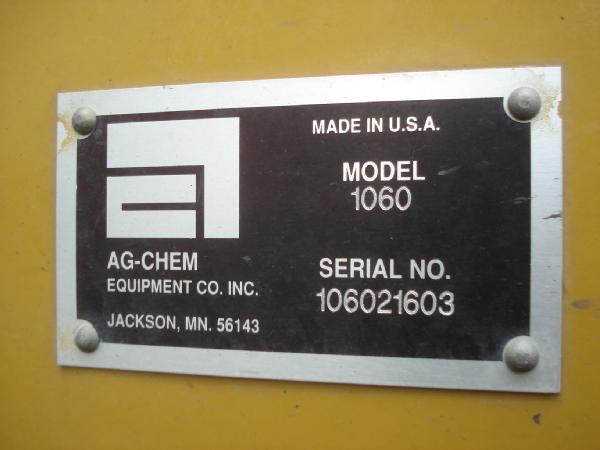 MADE IN U.S.A.
MODEL
1060
AG-CHEM
EQUIPMENT CO. INC.
JACKSON, MN. 56143
SERIAL NO.
106021603